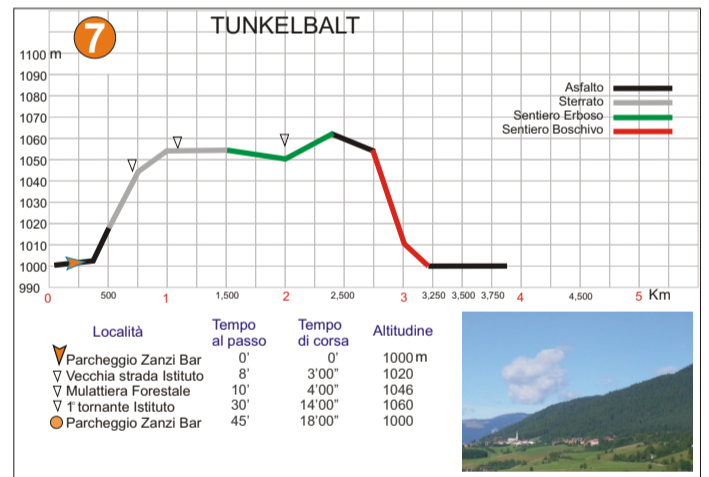 7
TUNKELBALT
1100 m
1090
1080
1070
1060
1050
1040
1030
1020
1010
1000
990
Asfalto
Sterrato
Sentiero Erboso
Sentiero Boschivo
0 500 1 1,500 2 2,500 3 3,250 3,500 3,750 4 4,500 5 Km
Località Tempo al passo Tempo di corsa Altitudine
Parcheggio Zanzi Bar 0' 0' 1000 m
Vecchia strada Istituto 8' 3'00" 1020
Mulattiera Forestale 10' 4'00" 1046
1° tornante Istituto 30' 14'00" 1060
Parcheggio Zanzi Bar 45' 18'00" 1000